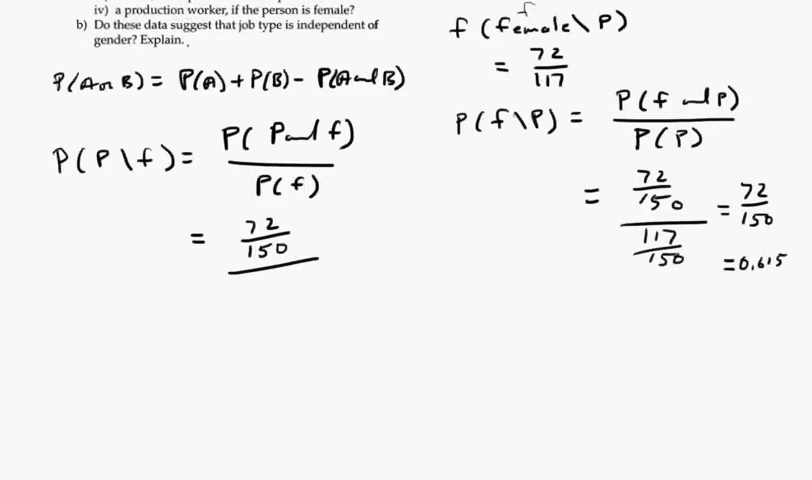 iv) a production worker, if the person is female?
b) Do these data suggest that job type is independent of
gender? Explain.
P(A or B) = P(A) + P(B) - P(A and B)
P(P\f) = P(P and f)
P(f)
= 72
150
f
f(female\P)
= 72
117
P(f\P) = P(f and P)
P(P)
= 72
150
117
150
= 72
150
= 0.615